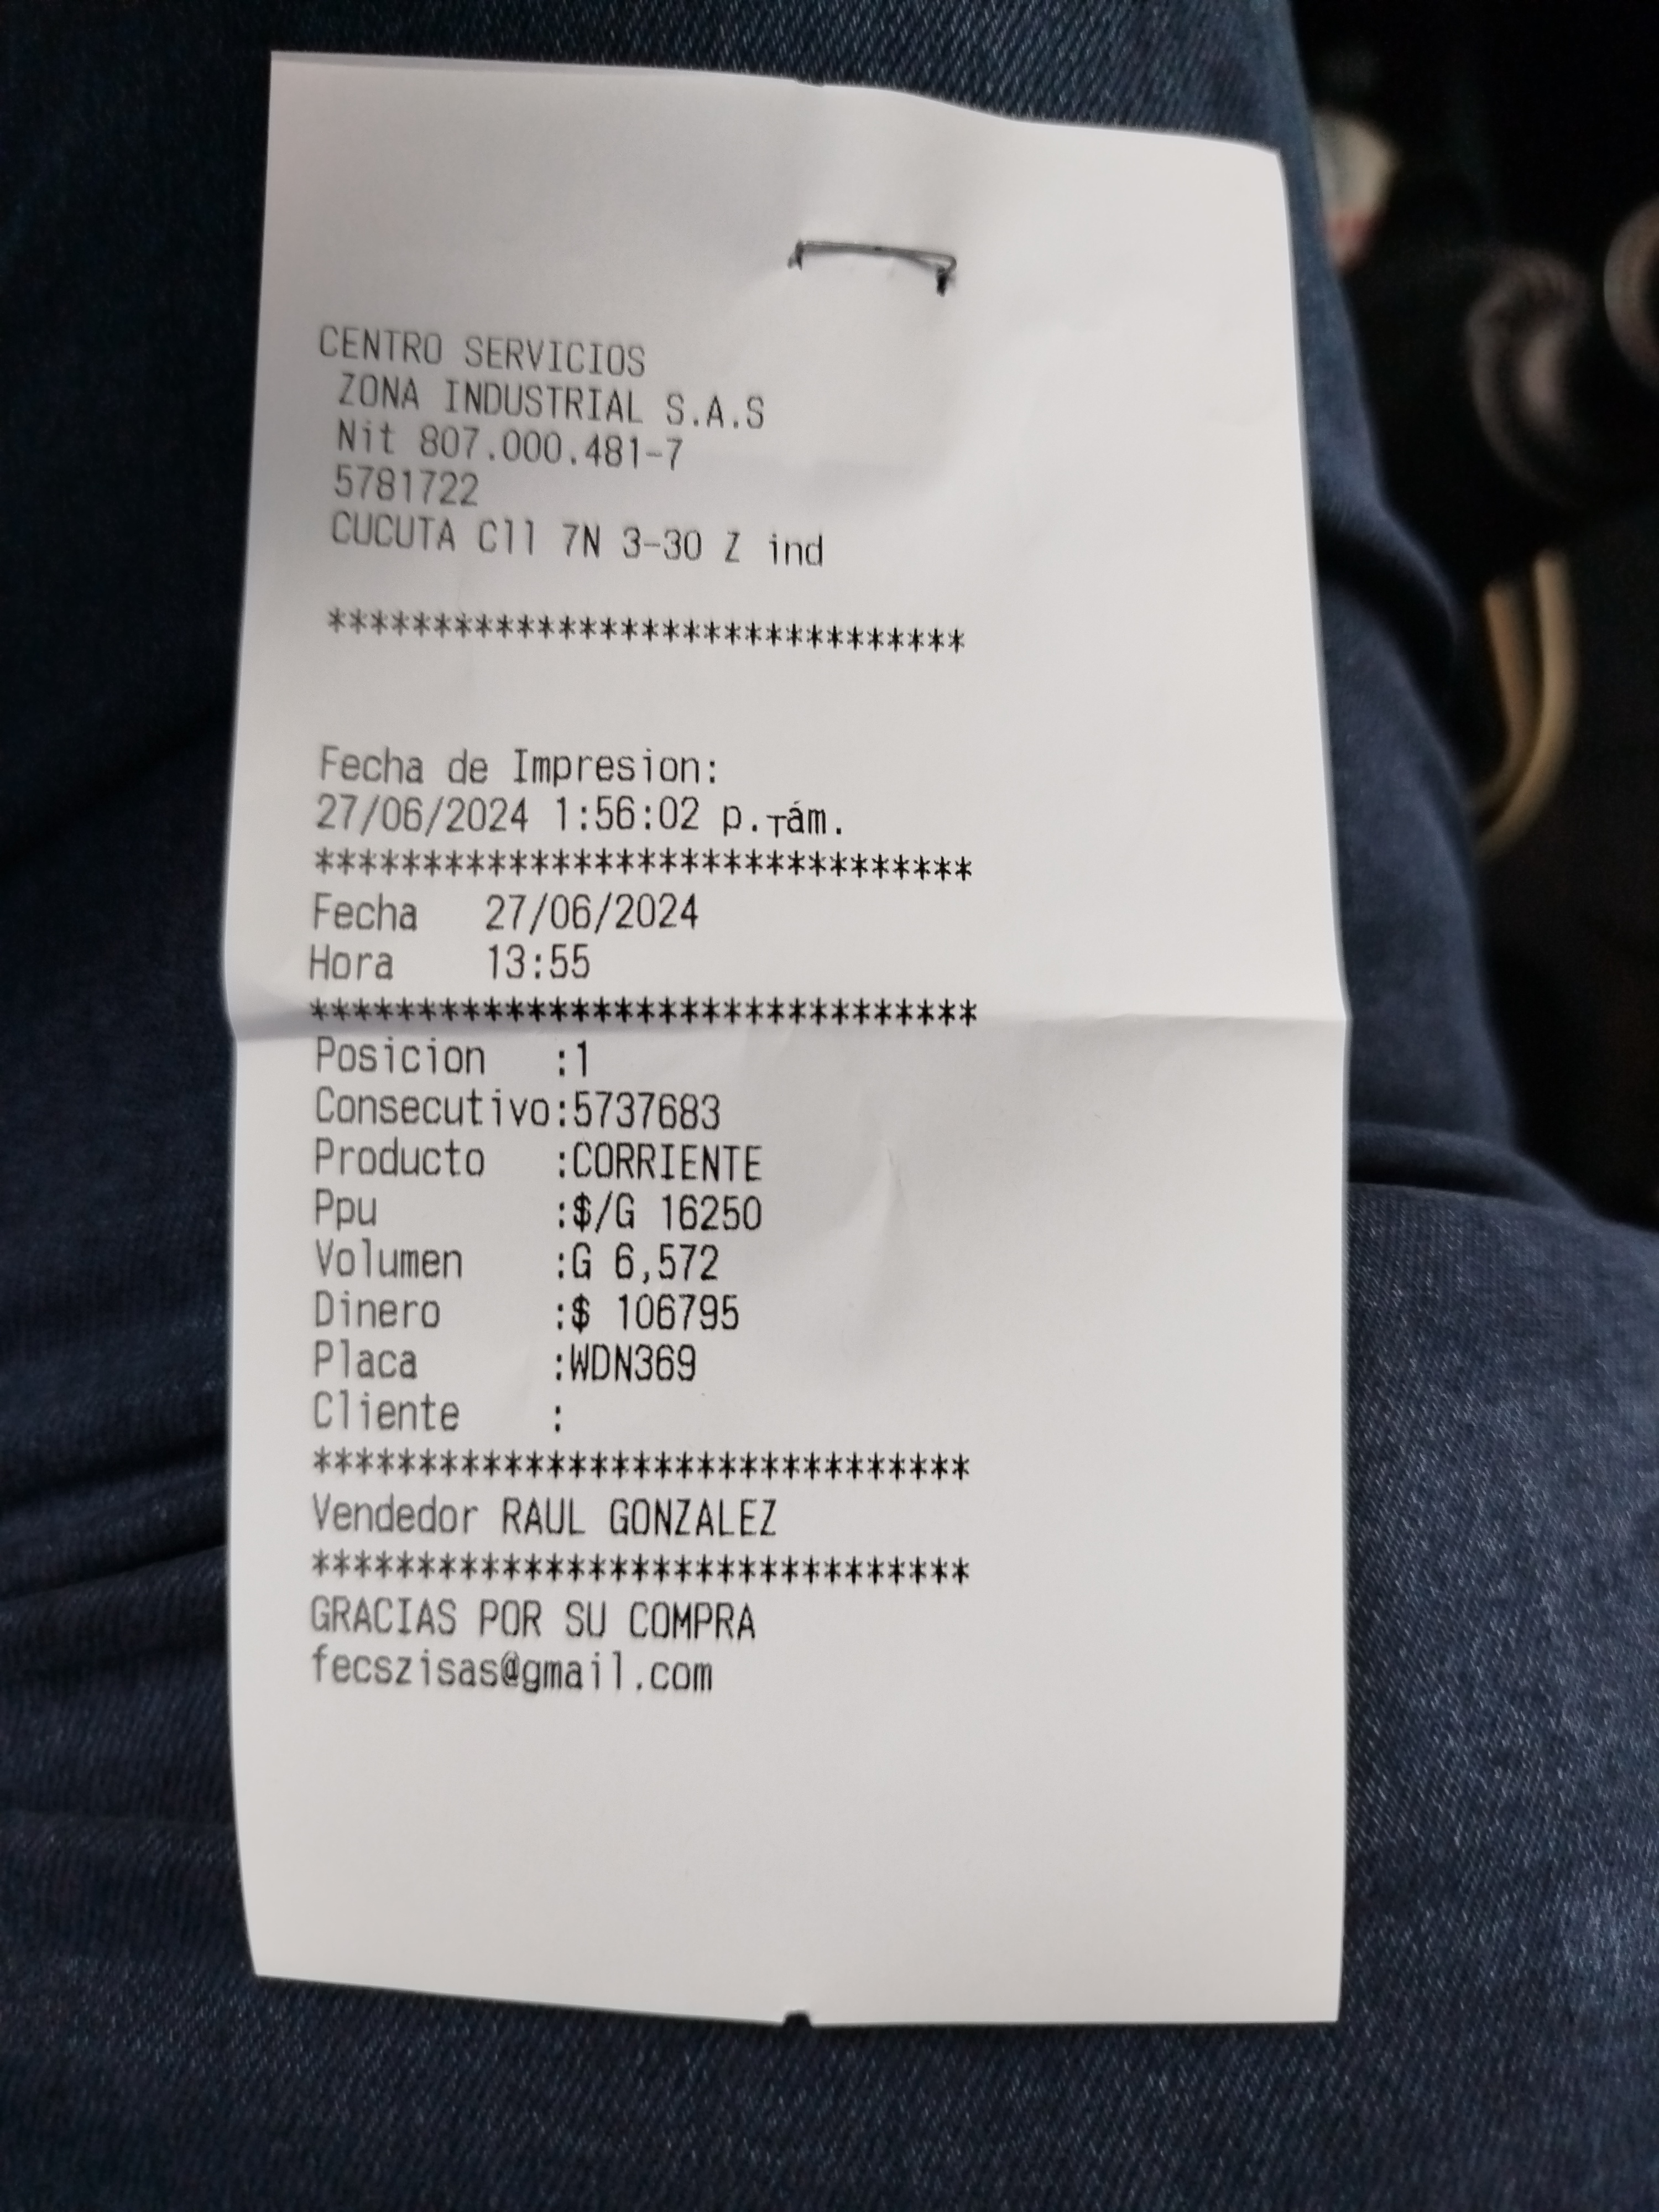 CENTRO SERVICIOS
ZONA INDUSTRIAL S.A.S
Nit 807.000.481-7
5781722
CUCUTA Cll 7N 3-30 Z ind
*******************************
Fecha de Impresion:
27/06/2024 1:56:02 p.┬ám.
*******************************
Fecha 27/06/2024
Hora 13:55
*******************************
Posicion :1
Consecutivo:5737683
Producto :CORRIENTE
Ppu :$/G 16250
Volumen :G 6,572
Dinero :$ 106795
Placa :WDN369
Cliente :
*******************************
Vendedor RAUL GONZALEZ
*******************************
GRACIAS POR SU COMPRA
fecszisas@gmail.com